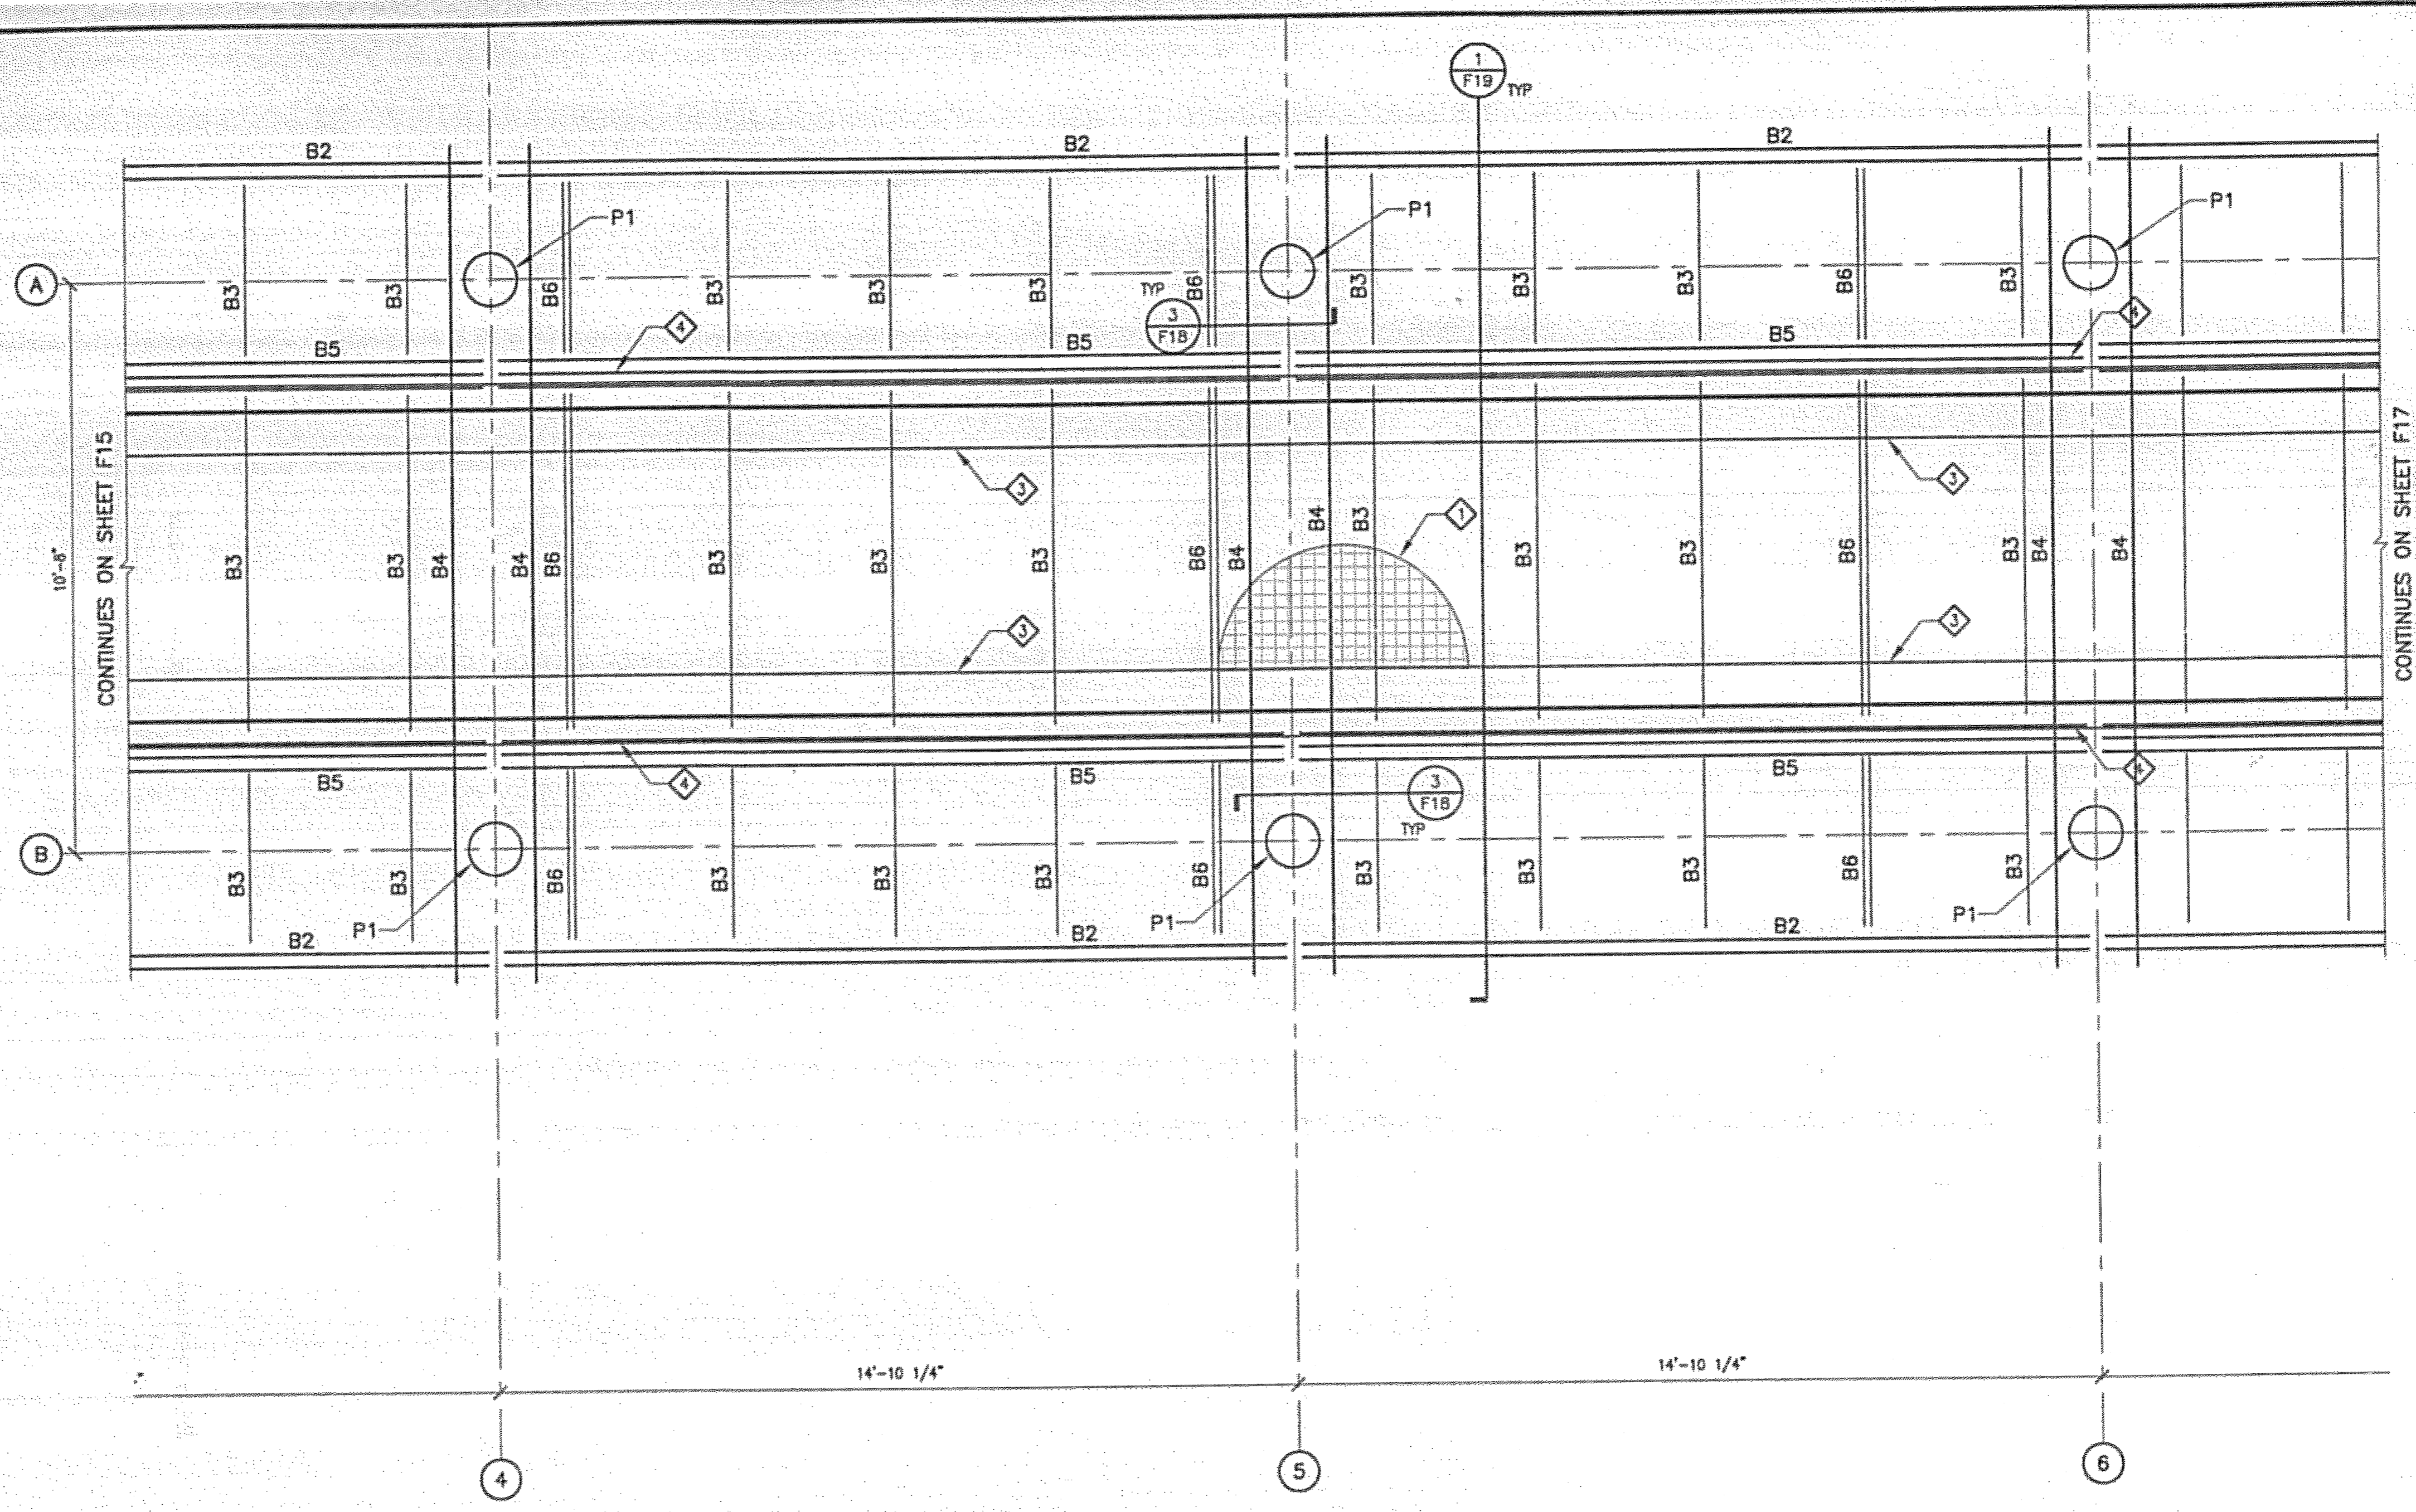 1
F19 TYP
B2 B2 B2
P1 P1 P1
A
B3 B3 B6 B3 B3 B3 B6 B3 B3 B3 B6 B3
TYP
3
F18
4 4
B5 B5 B5
3 3
1
B4 B3
CONTINUES ON SHEET F15
CONTINUES ON SHEET F17
10'-8"
B3 B3 B4 B4 B6 B3 B3 B3 B6 B4 B3 B3 B6 B3 B4 B4
3 3
B5 B5 B5
4 4
3
F18
TYP
B
B3 B3 B6 B3 B3 B3 B6 B3 B3 B3 B6 B3
P1 P1 P1
B2 B2 B2
14'-10 1/4" 14'-10 1/4"
4 5 6